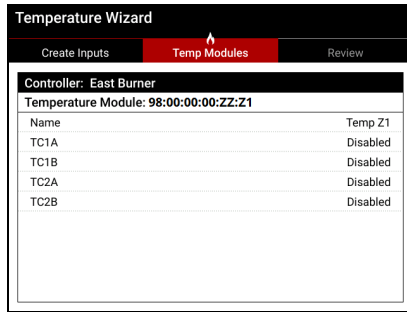 Temperature Wizard
Create Inputs Temp Modules Review
Controller: East Burner
Temperature Module: 98:00:00:00:ZZ:Z1
Name Temp Z1
TC1A Disabled
TC1B Disabled
TC2A Disabled
TC2B Disabled